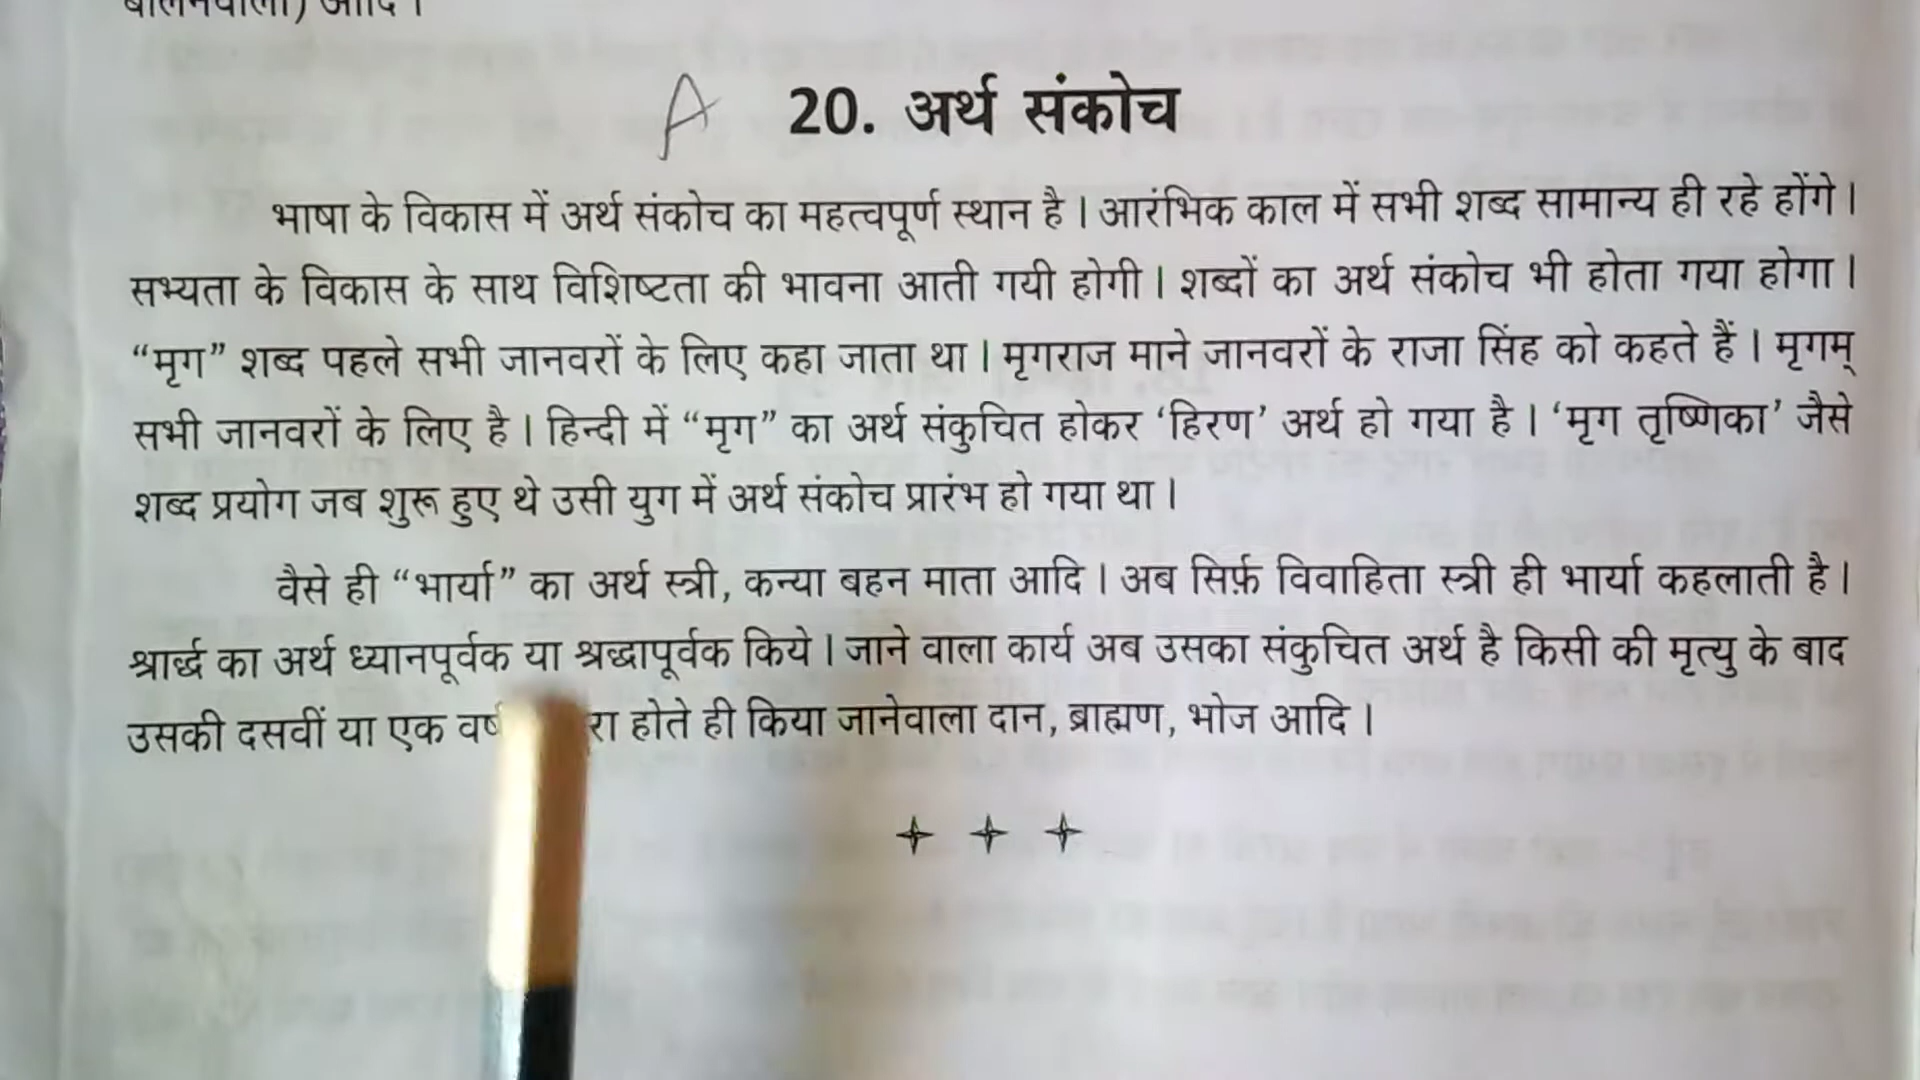 आदि ।
A 20. अर्थ संकोच
भाषा के विकास में अर्थ संकोच का महत्वपूर्ण स्थान है । आरंभिक काल में सभी शब्द सामान्य ही रहे होंगे ।
सभ्यता के विकास के साथ विशिष्टता की भावना आती गयी होगी । शब्दों का अर्थ संकोच भी होता गया होगा ।
“मृग” शब्द पहले सभी जानवरों के लिए कहा जाता था । मृगराज माने जानवरों के राजा सिंह को कहते हैं । मृगम्
सभी जानवरों के लिए है । हिन्दी में “मृग” का अर्थ संकुचित होकर ‘हिरण’ अर्थ हो गया है । ‘मृग तृष्णिका’ जैसे
शब्द प्रयोग जब शुरू हुए थे उसी युग में अर्थ संकोच प्रारंभ हो गया था ।
वैसे ही “भार्या” का अर्थ स्त्री, कन्या बहन माता आदि । अब सिर्फ़ विवाहिता स्त्री ही भार्या कहलाती है ।
श्रार्द्ध का अर्थ ध्यानपूर्वक या श्रद्धापूर्वक किये । जाने वाला कार्य अब उसका संकुचित अर्थ है किसी की मृत्यु के बाद
उसकी दसवीं या एक होते ही किया जानेवाला दान, ब्राह्मण, भोज आदि ।